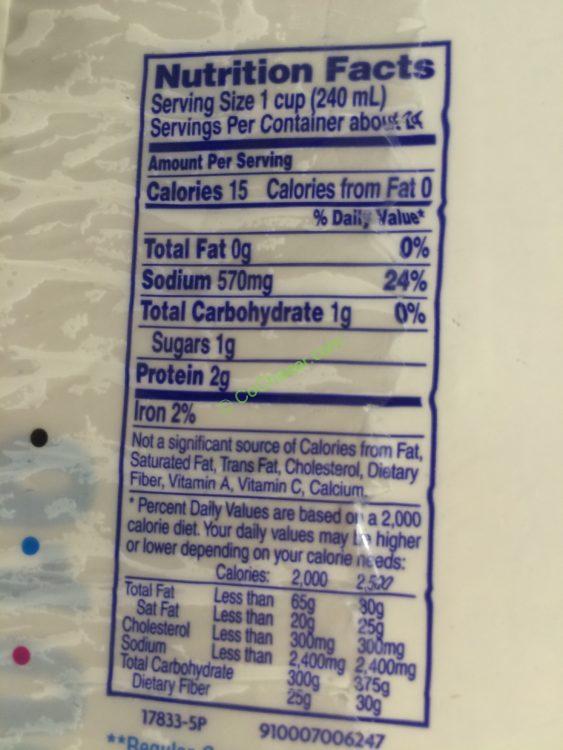 Nutrition Facts
Serving Size 1 cup (240 mL)
Servings Per Container about
Amount Per Serving
Calories 15 Calories from Fat 0
% Daily Value*
Total Fat 0g 0%
Sodium 570mg 24%
Total Carbohydrate 1g 0%
Sugars 1g
© CoChaser.com
Protein 2g
Iron 2%
Not a significant source of Calories from Fat,
Saturated Fat, Trans Fat, Cholesterol, Dietary
Fiber, Vitamin A, Vitamin C, Calcium.
* Percent Daily Values are based on a 2,000
calorie diet. Your daily values may be higher
or lower depending on your calorie needs:
Calories: 2,000 2,500
Total Fat Less than 65g 80g
Sat Fat Less than 20g 25g
Cholesterol Less than 300mg 300mg
Sodium Less than 2,400mg 2,400mg
Total Carbohydrate 300g 375g
Dietary Fiber 25g 30g
17833-5P 910007006247